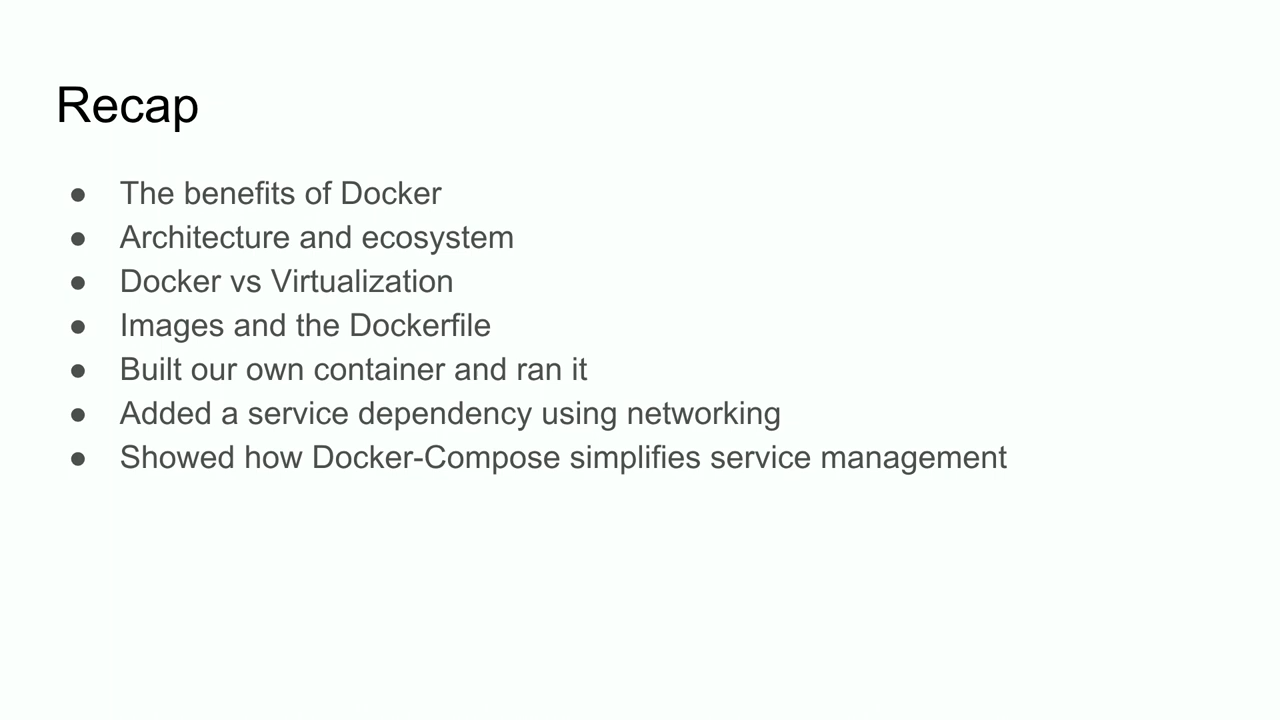 Recap
● The benefits of Docker
● Architecture and ecosystem
● Docker vs Virtualization
● Images and the Dockerfile
● Built our own container and ran it
● Added a service dependency using networking
● Showed how Docker-Compose simplifies service management